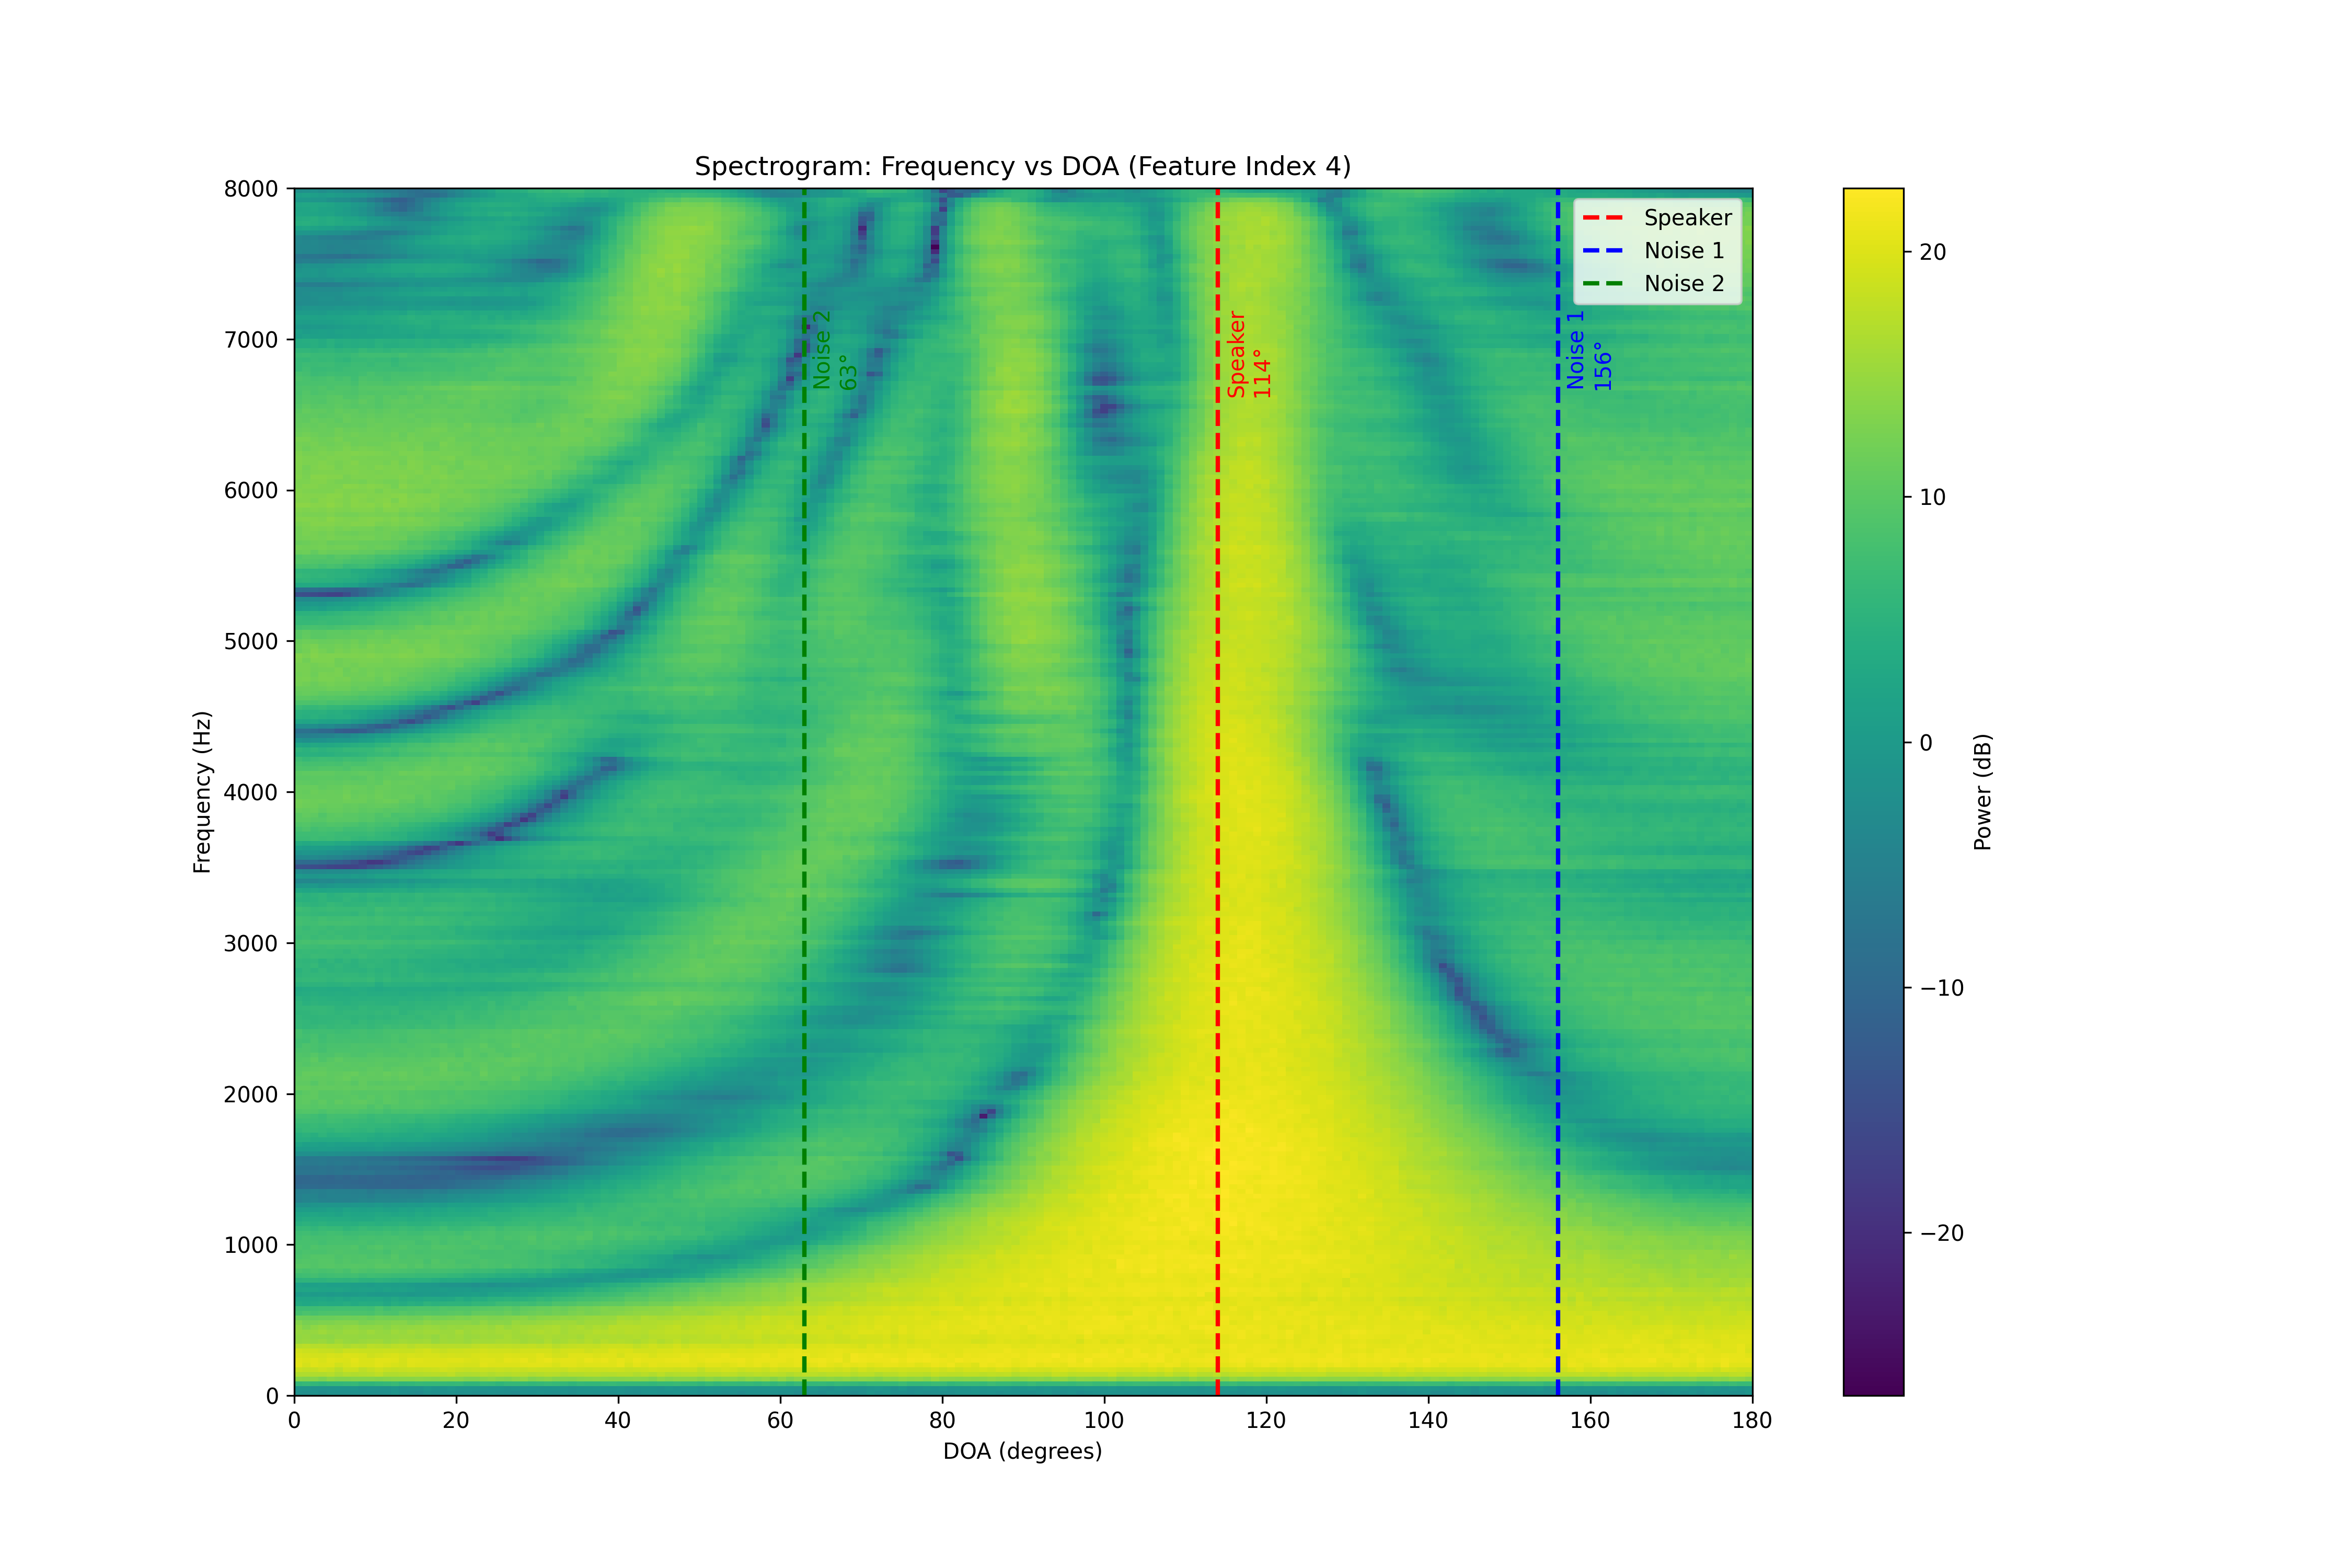 Spectrogram: Frequency vs DOA (Feature Index 4)
8000
7000
6000
5000
4000
3000
2000
1000
0
Frequency (Hz)
0
20
40
60
80
100
120
140
160
180
DOA (degrees)
Noise 2
63°
Speaker
114°
Noise 1
156°
Speaker
Noise 1
Noise 2
20
10
0
−10
−20
Power (dB)